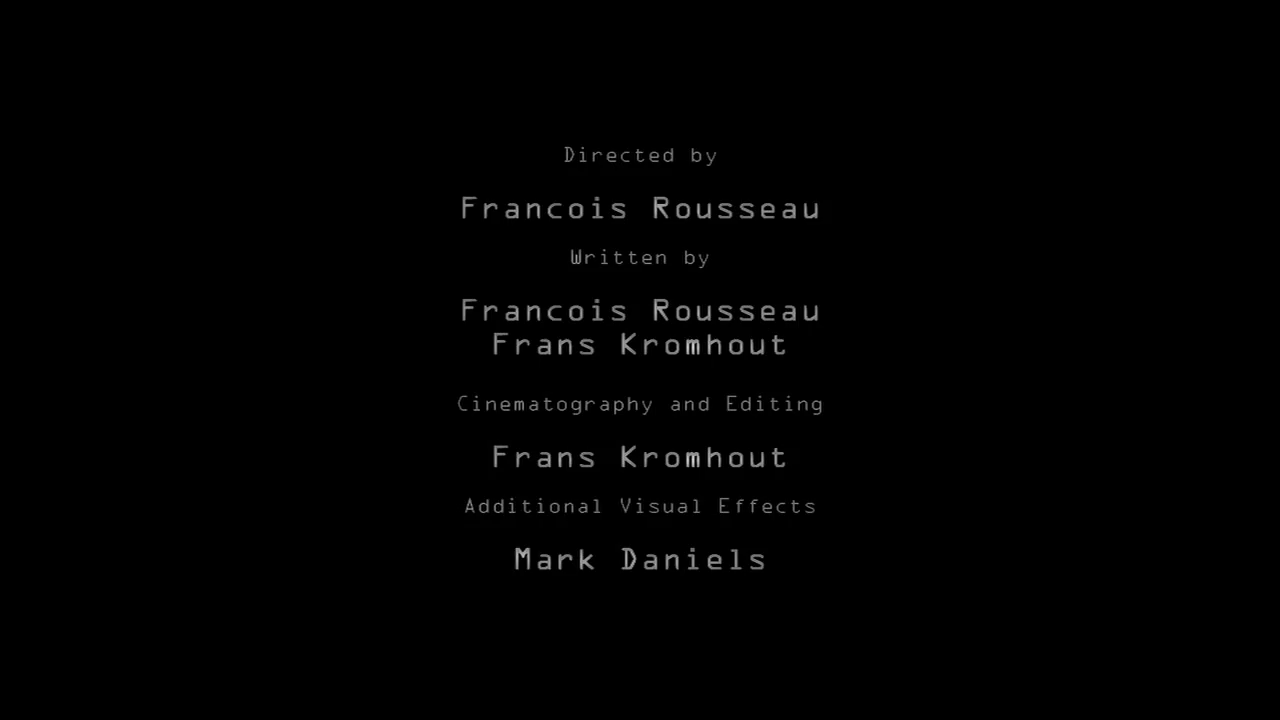 Directed by
Francois Rousseau
Written by
Francois Rousseau
Frans Kromhout
Cinematography and Editing
Frans Kromhout
Additional Visual Effects
Mark Daniels